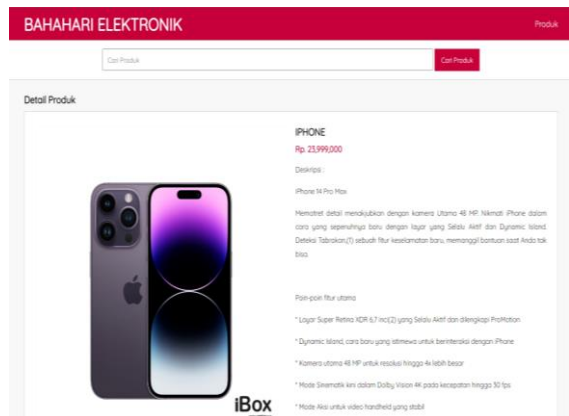 BAHAHARI ELEKTRONIK
Produk
Cari Produk
Cari Produk
Detail Produk
IPHONE
Rp. 23,999,000
Deskripsi :
iPhone 14 Pro Max
Memotret detail menakjubkan dengan kamera Utama 48 MP. Nikmati iPhone dalam
cara yang sepenuhnya baru dengan layar yang Selalu Aktif dan Dynamic Island.
Deteksi Tabrakan,(1) sebuah fitur keselamatan baru, memanggil bantuan saat Anda tak
bisa.
Poin-poin fitur utama
* Layar Super Retina XDR 6,7 inci(2) yang Selalu Aktif dan dilengkapi ProMotion
* Dynamic Island, cara baru yang istimewa untuk berinteraksi dengan iPhone
* Kamera utama 48 MP untuk resolusi hingga 4x lebih besar
* Mode Sinematik kini dalam Dolby Vision 4K pada kecepatan hingga 30 fps
* Mode Aksi untuk video handheld yang stabil
iBox